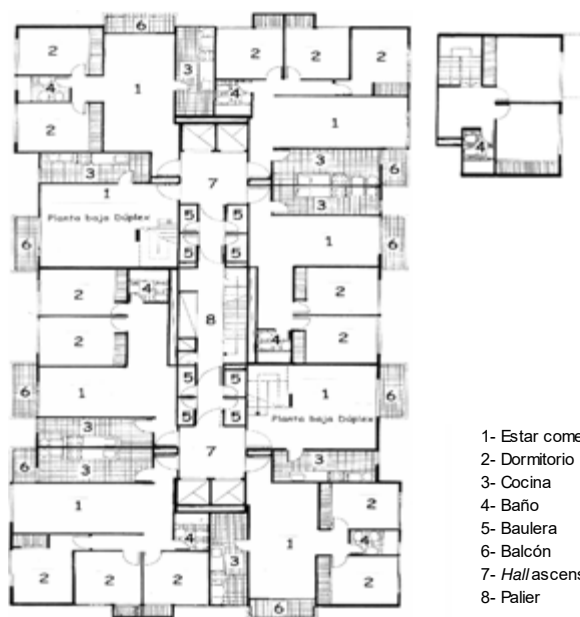 6
2 3 2 2 2
4 1 4
2 1 4
3
3 6
7
1
3
5 5
Planta baja Dúplex
1
6 5 5 6
2 4 2
8
4
2 2
5 5
6 1 1 6
5 5
Planta baja Dúplex
3
7
6 3 3
1 2
4 1 4
3
2 2 2 2
6
1- Estar
2- Dormitorio
3- Cocina
4- Baño
5- Baulera
6- Balcón
7- Hall
8- Palier